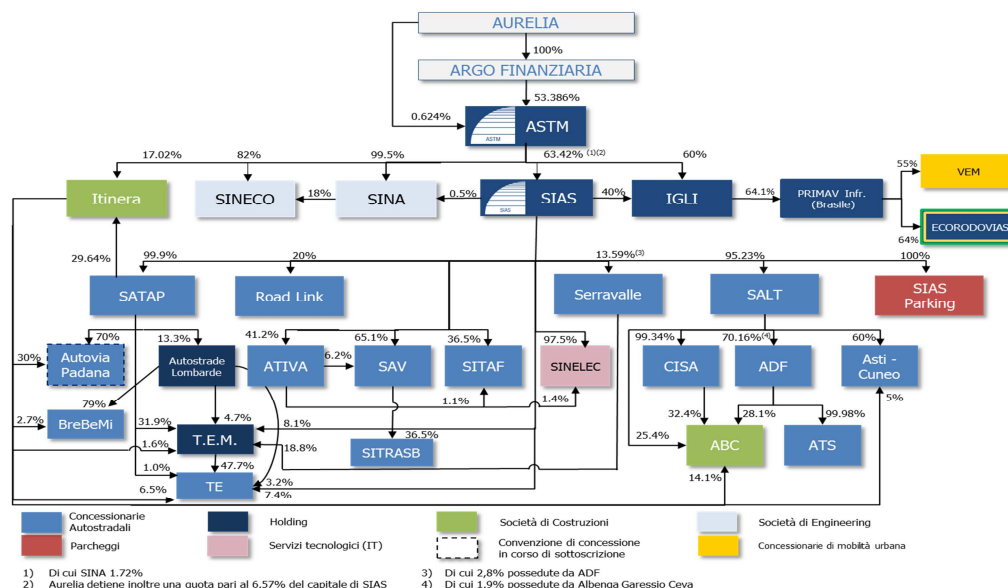 AURELIA
100%
ARGO FINANZIARIA
53.386%
0.624%
ASTM
ASTM
17.02%
82%
99.5%
63.42% (1)(2)
60%
Itinera
SINECO
18%
SINA
0.5%
SIAS
SIAS
40%
IGLI
64.1%
PRIMAV Infr.
(Brasile)
55%
VEM
ECORODOVIAS
64%
29.64%
99.9%
20%
13.59%(3)
95.23%
100%
SATAP
Road Link
Serravalle
SALT
SIAS
Parking
70%
13.3%
41.2%
65.1%
36.5%
97.5%
99.34%
70.16%(4)
60%
30%
Autovia
Padana
Autostrade
Lombarde
ATIVA
6.2%
SAV
SITAF
SINELEC
CISA
ADF
Asti -
Cuneo
5%
1.1%
1.4%
79%
2.7%
BreBeMi
31.9%
4.7%
8.1%
32.4%
28.1%
99.98%
T.E.M.
1.6%
18.8%
36.5%
SITRASB
25.4%
ABC
ATS
1.0%
47.7%
TE
3.2%
7.4%
6.5%
14.1%
Concessionarie
Autostradali
Holding
Società di Costruzioni
Società di Engineering
Parcheggi
Servizi tecnologici (IT)
Convenzione di concessione
in corso di sottoscrizione
Concessionarie di mobilità urbana
1) Di cui SINA 1.72%
2) Aurelia detiene inoltre una quota pari al 6.57% del capitale di SIAS
3) Di cui 2,8% possedute da ADF
4) Di cui 1,9% possedute da Albenga Garessio Ceva